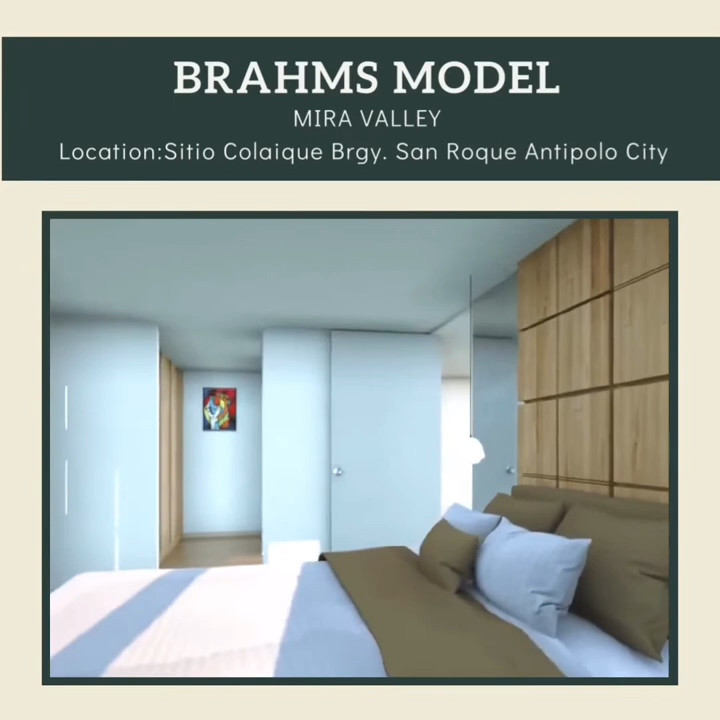 BRAHMS MODEL
MIRA VALLEY
Location:Sitio Colaique Brgy. San Roque Antipolo City